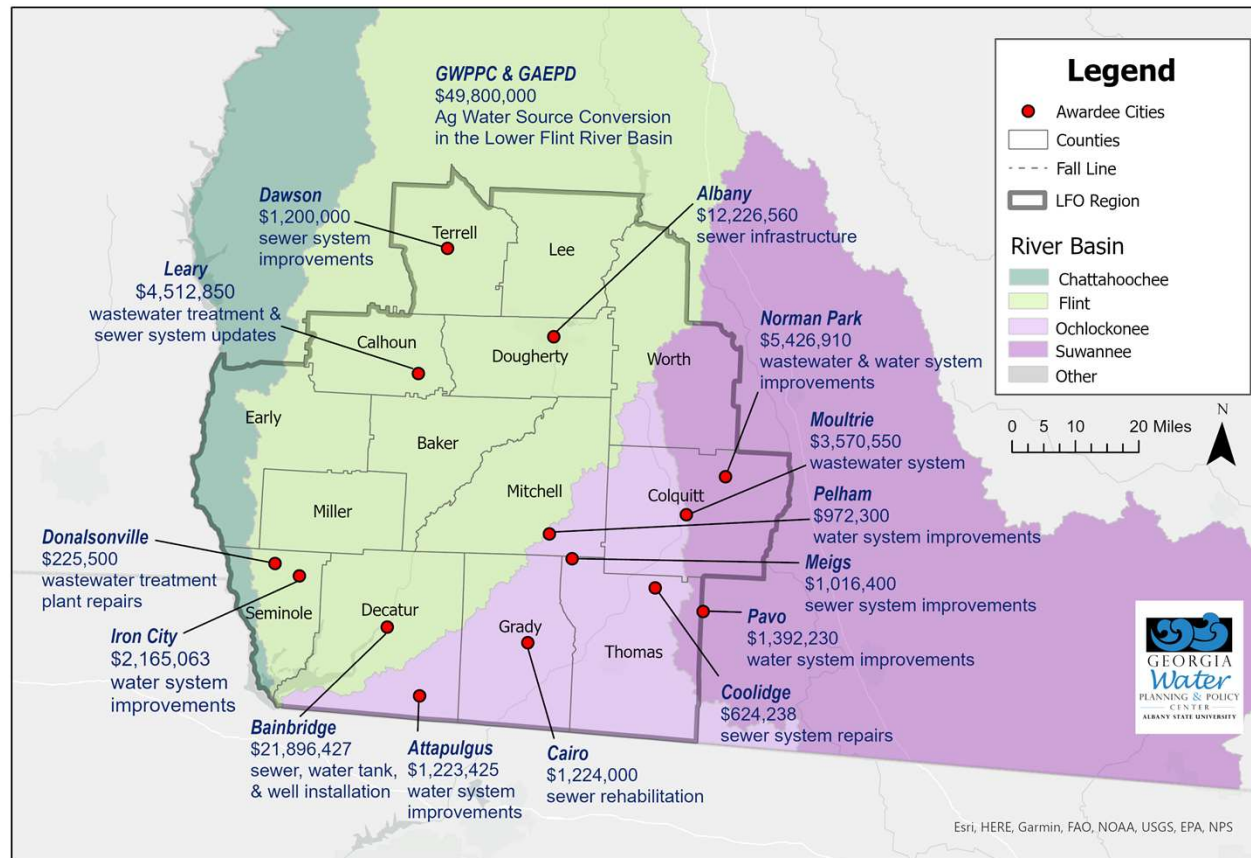 GWPPC & GAEPD
$49,800,000
Ag Water Source Conversion
in the Lower Flint River Basin
Dawson
$1,200,000
sewer system
improvements
Albany
$12,226,560
sewer infrastructure
Leary
$4,512,850
wastewater treatment &
sewer system updates
Norman Park
$5,426,910
wastewater & water system
improvements
Moultrie
$3,570,550
wastewater system
Pelham
$972,300
water system improvements
Meigs
$1,016,400
sewer system improvements
Pavo
$1,392,230
water system improvements
Coolidge
$624,238
sewer system repairs
Donalsonville
$225,500
wastewater treatment
plant repairs
Iron City
$2,165,063
water system
improvements
Bainbridge
$21,896,427
sewer, water tank,
& well installation
Attapulgus
$1,223,425
water system
improvements
Cairo
$1,224,000
sewer rehabilitation
Terrell
Lee
Calhoun
Dougherty
Worth
Early
Baker
Mitchell
Colquitt
Miller
Seminole
Decatur
Grady
Thomas
Legend
Awardee Cities
Counties
Fall Line
LFO Region
River Basin
Chattahoochee
Flint
Ochlockonee
Suwannee
Other
0 5 10 20 Miles
N
GEORGIA
Water
PLANNING & POLICY
CENTER
ALBANY STATE UNIVERSITY
Esri, HERE, Garmin, FAO, NOAA, USGS, EPA, NPS